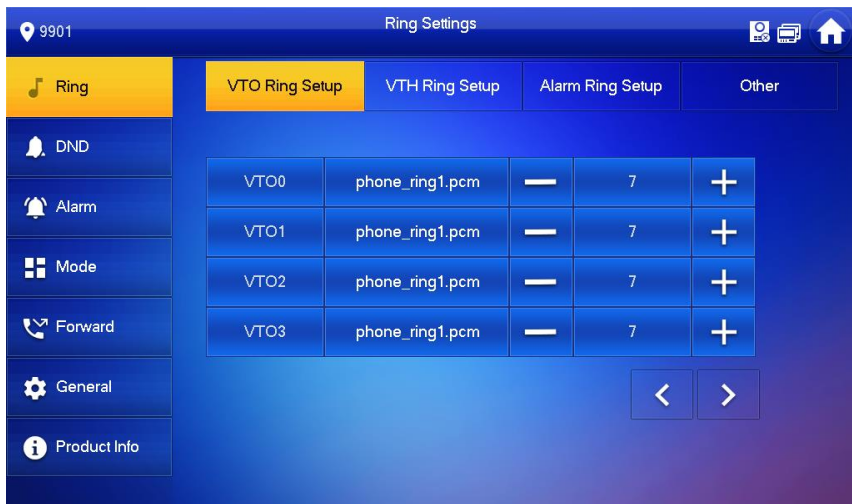 9901
Ring Settings
Ring
VTO Ring Setup
VTH Ring Setup
Alarm Ring Setup
Other
DND
Alarm
Mode
Forward
General
Product Info
VTO0
phone_ring1.pcm
7
VTO1
phone_ring1.pcm
7
VTO2
phone_ring1.pcm
7
VTO3
phone_ring1.pcm
7